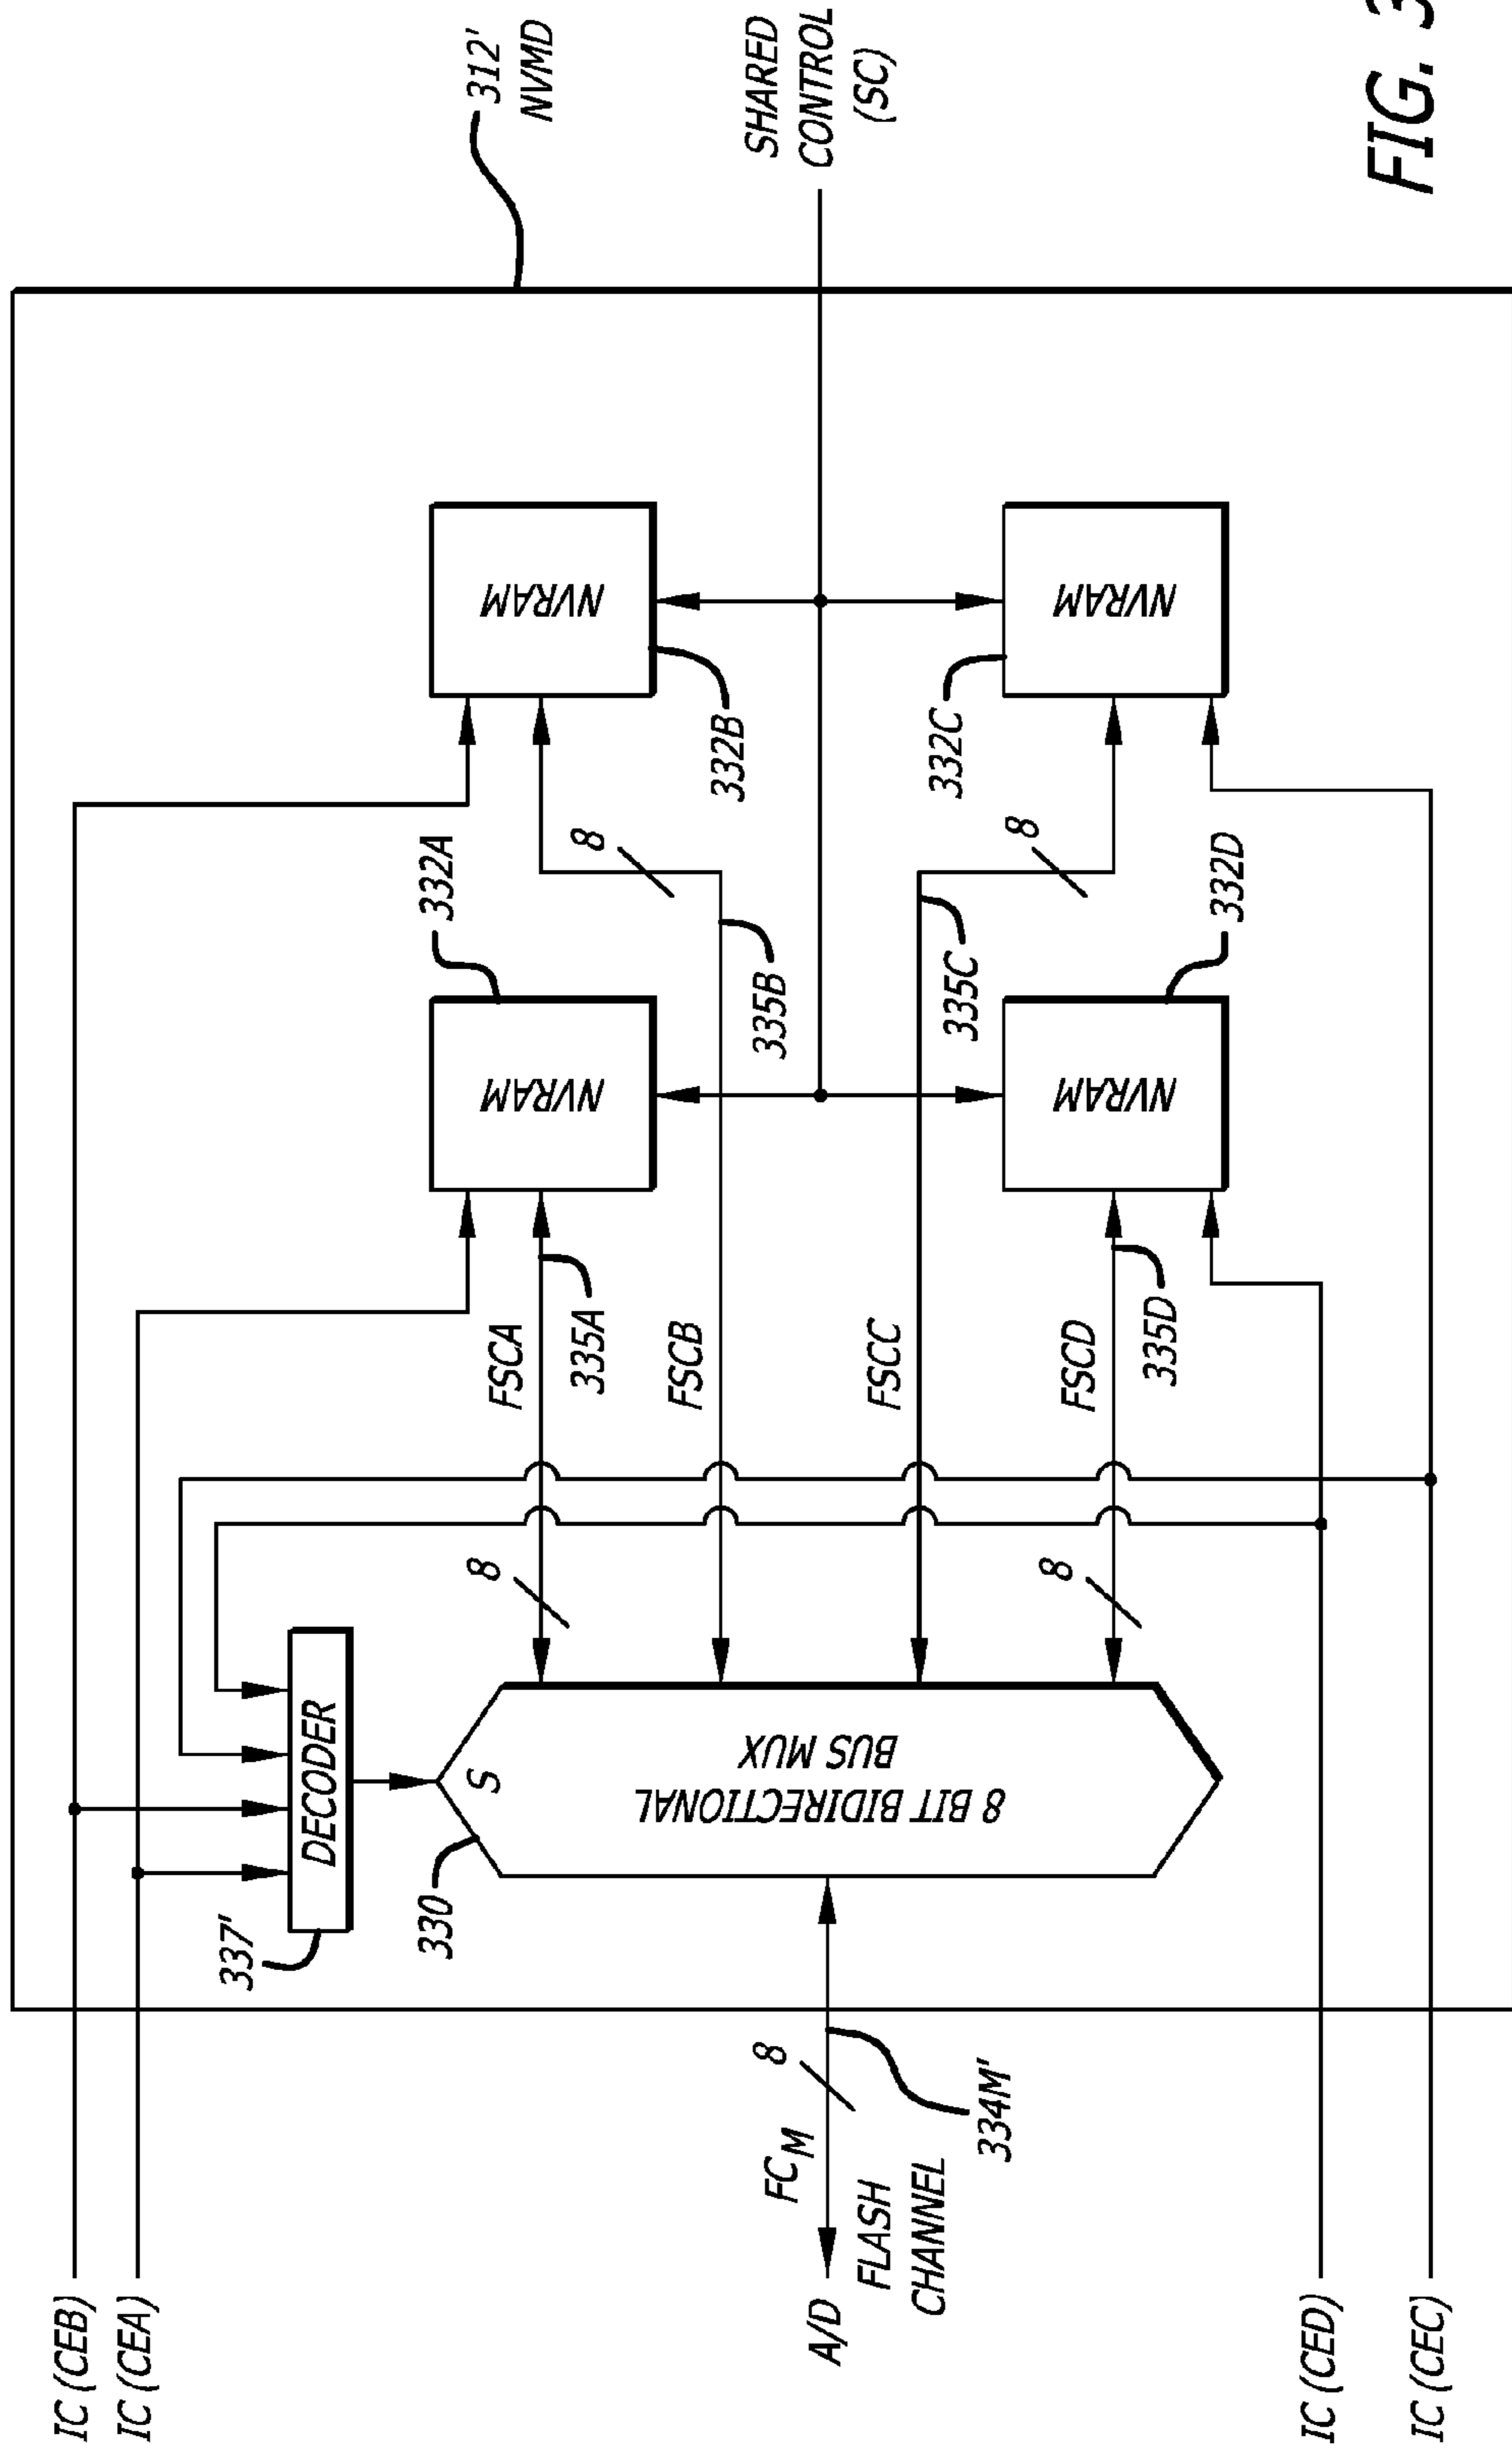 312'
NVMD
SHARED
CONTROL
(SC)
FIG. 3
IC (CEB)
IC (CEA)
337'
DECODER
330
S
8 BIT BIDIRECTIONAL
BUS MUX
A/D
FCM
8
FLASH
CHANNEL
334M'
8
FSCA
335A
FSCB
335B
8
FSCC
335C
8
8
FSCD
335D
NVRAM
332A
NVRAM
332B
NVRAM
332C
NVRAM
332D
IC (CED)
IC (CEC)